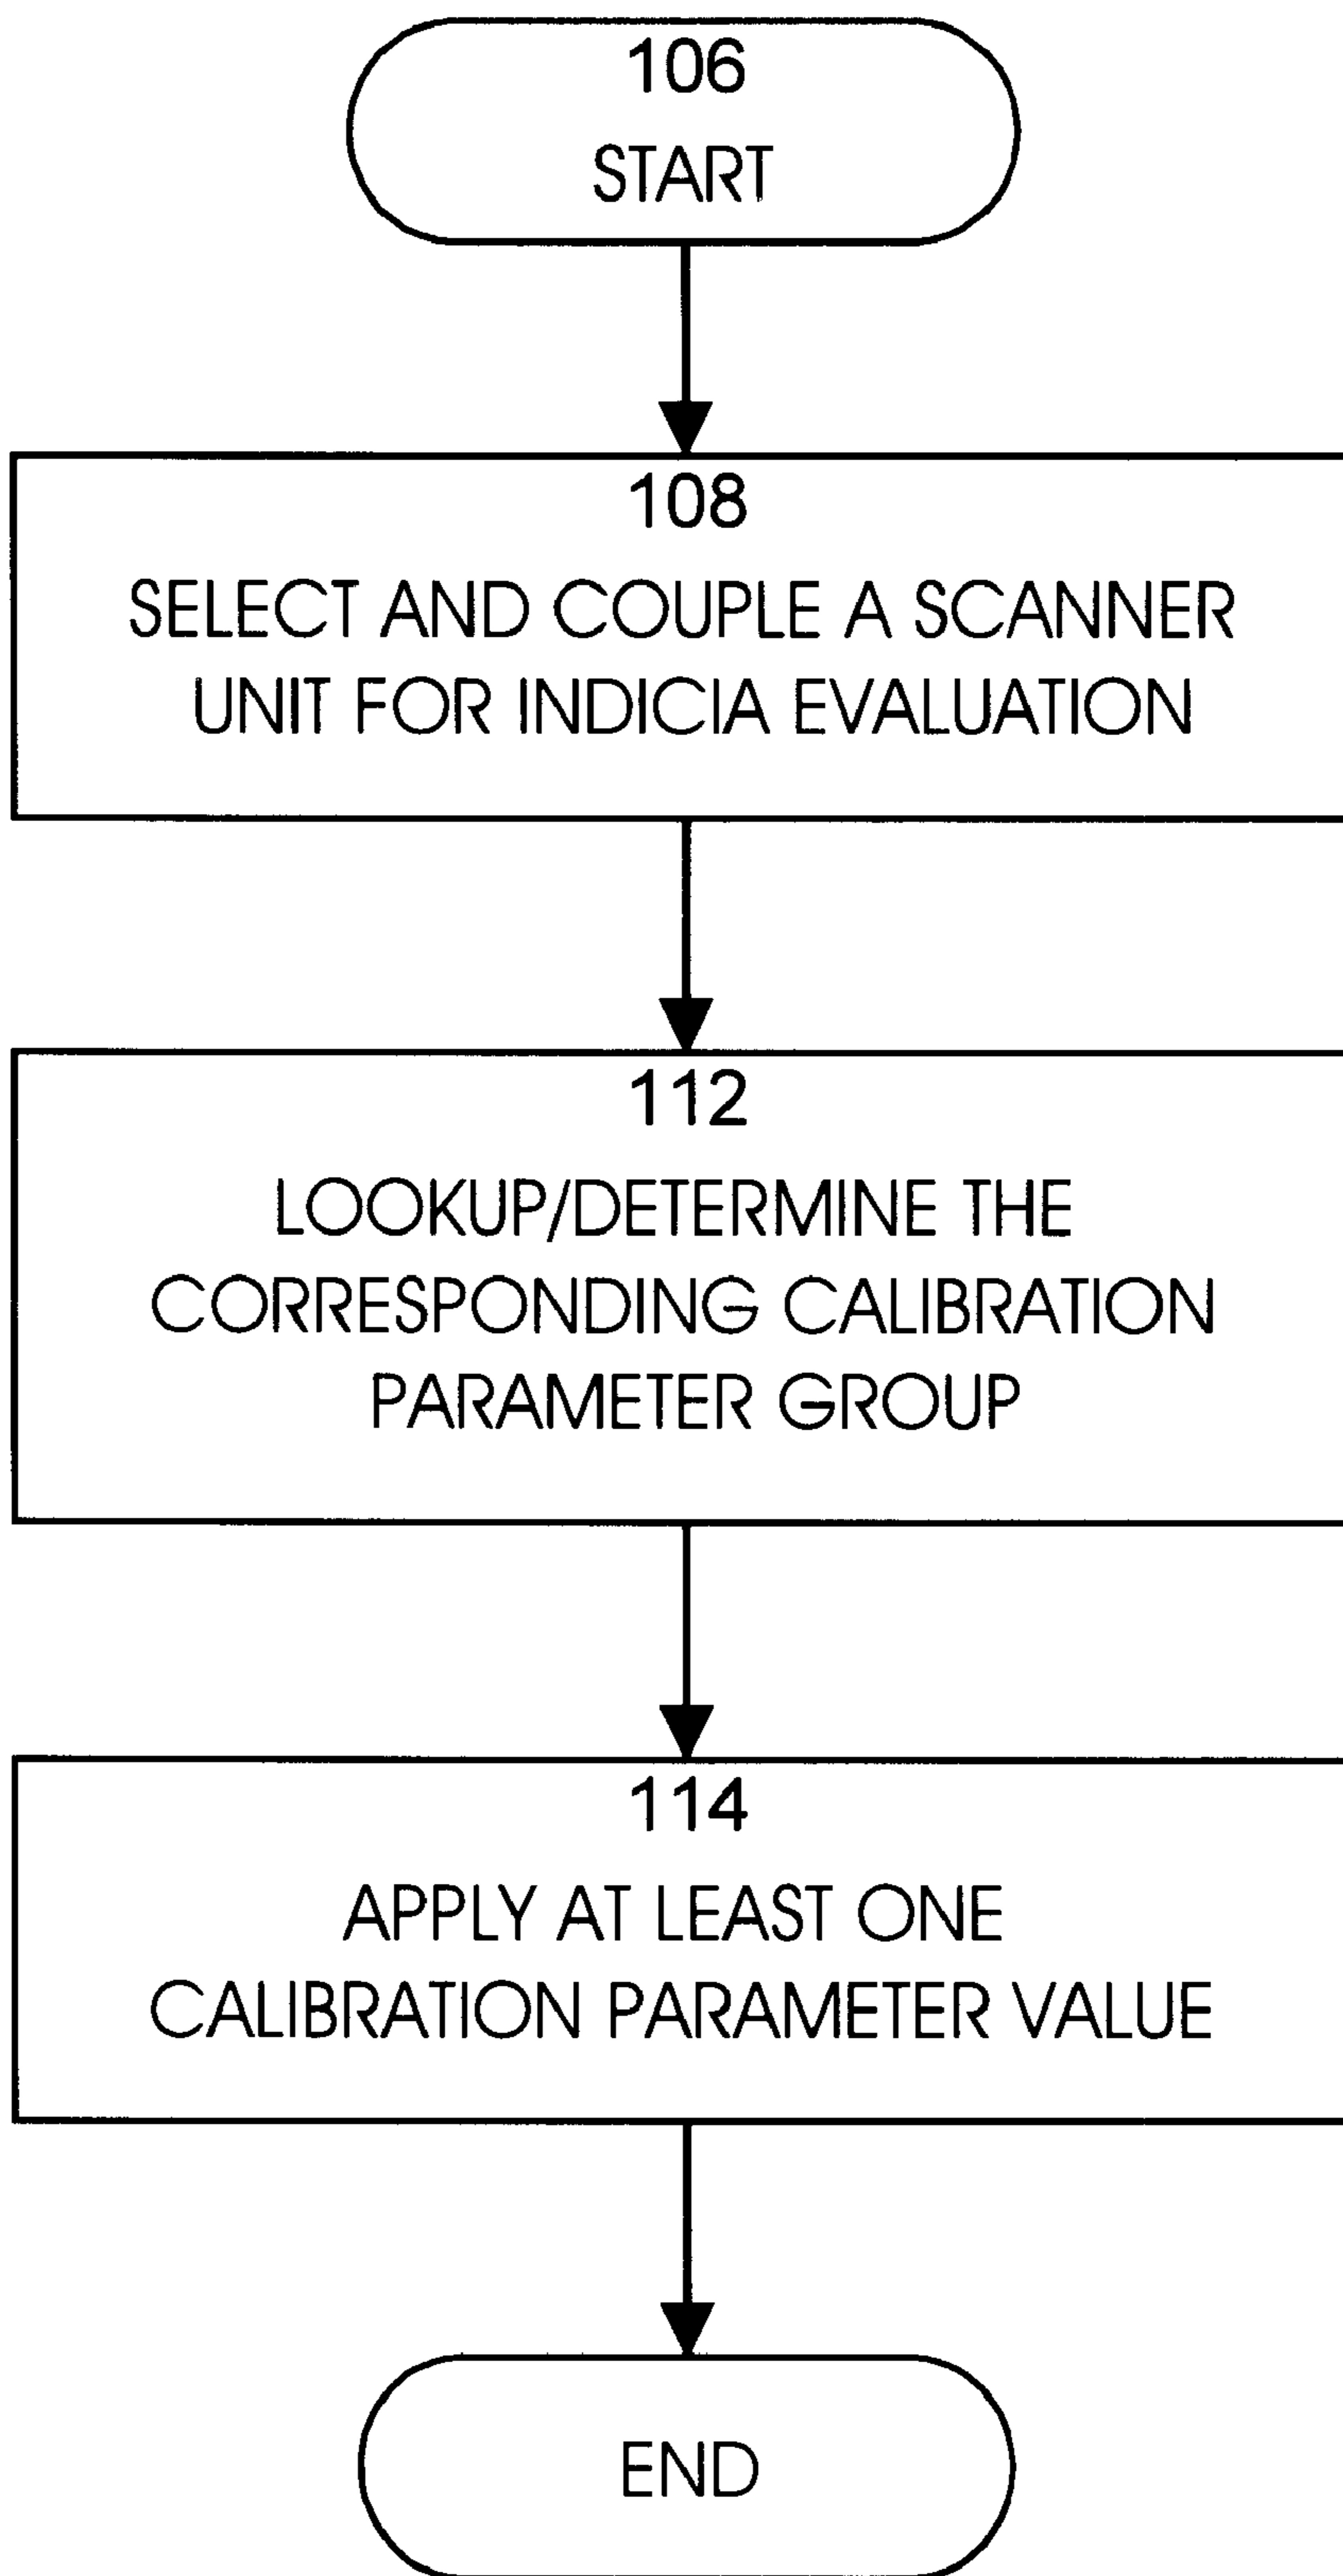 106
START
108
SELECT AND COUPLE A SCANNER
UNIT FOR INDICIA EVALUATION
112
LOOKUP/DETERMINE THE
CORRESPONDING CALIBRATION
PARAMETER GROUP
114
APPLY AT LEAST ONE
CALIBRATION PARAMETER VALUE
END